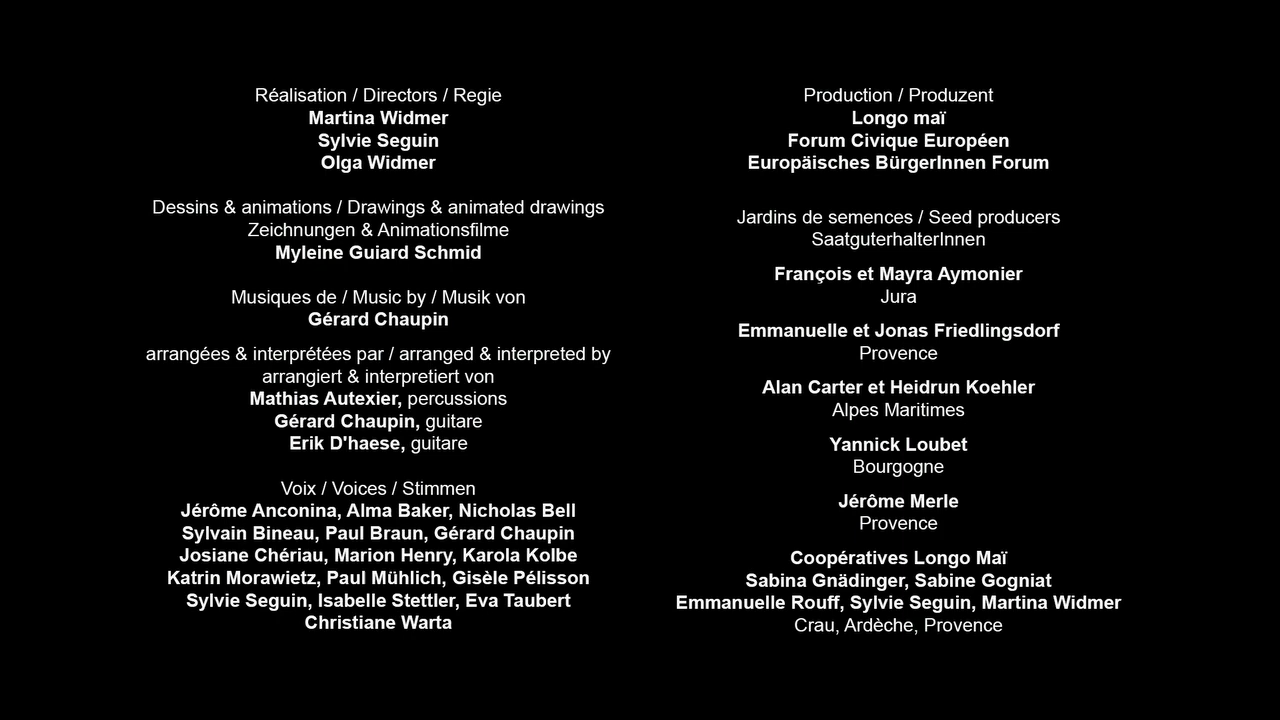 Réalisation / Directors / Regie
Martina Widmer
Sylvie Seguin
Olga Widmer
Dessins & animations / Drawings & animated drawings
Zeichnungen & Animationsfilme
Myleine Guiard Schmid
Musiques de / Music by / Musik von
Gérard Chaupin
arrangées & interprétées par / arranged & interpreted by
arrangiert & interpretiert von
Mathias Autexier, percussions
Gérard Chaupin, guitare
Erik D'haese, guitare
Voix / Voices / Stimmen
Jérôme Anconina, Alma Baker, Nicholas Bell
Sylvain Bineau, Paul Braun, Gérard Chaupin
Josiane Chériau, Marion Henry, Karola Kolbe
Katrin Morawietz, Paul Mühlich, Gisèle Pélisson
Sylvie Seguin, Isabelle Stettler, Eva Taubert
Christiane Warta
Production / Produzent
Longo maï
Forum Civique Européen
Europäisches BürgerInnen Forum
Jardins de semences / Seed producers
SaatguterhalterInnen
François et Mayra Aymonier
Jura
Emmanuelle et Jonas Friedlingsdorf
Provence
Alan Carter et Heidrun Koehler
Alpes Maritimes
Yannick Loubet
Bourgogne
Jérôme Merle
Provence
Coopératives Longo Maï
Sabina Gnädinger, Sabine Gogniat
Emmanuelle Rouff, Sylvie Seguin, Martina Widmer
Crau, Ardèche, Provence